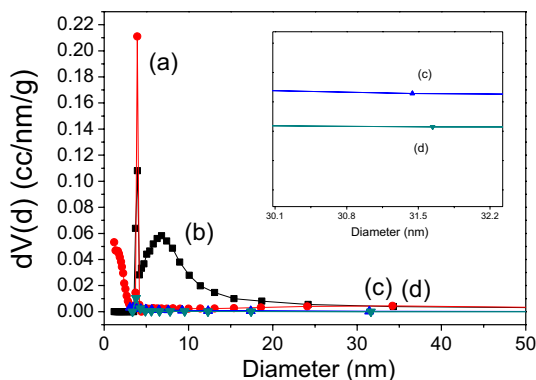 0.22
0.20
0.18
0.16
0.14
0.12
0.10
0.08
0.06
0.04
0.02
0.00
dV(d) (cc/nm/g)
(a)
(b)
(c) (d)
0 10 20 30 40 50
Diameter (nm)
(c)
(d)
30.1 30.8 31.5 32.2
Diameter (nm)